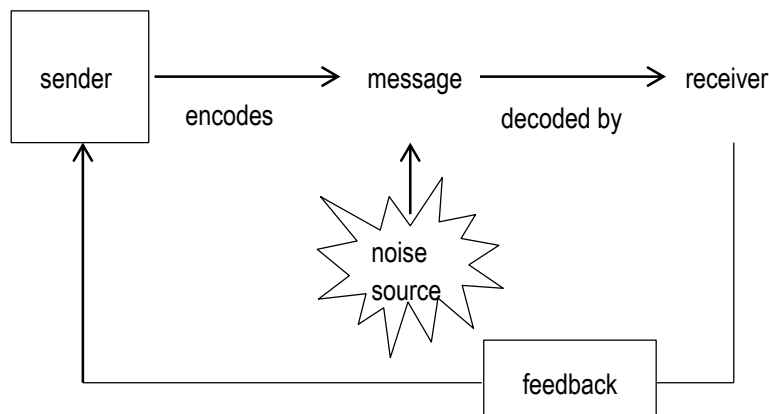 sender
message
receiver
encodes
decoded by
noise
source
feedback